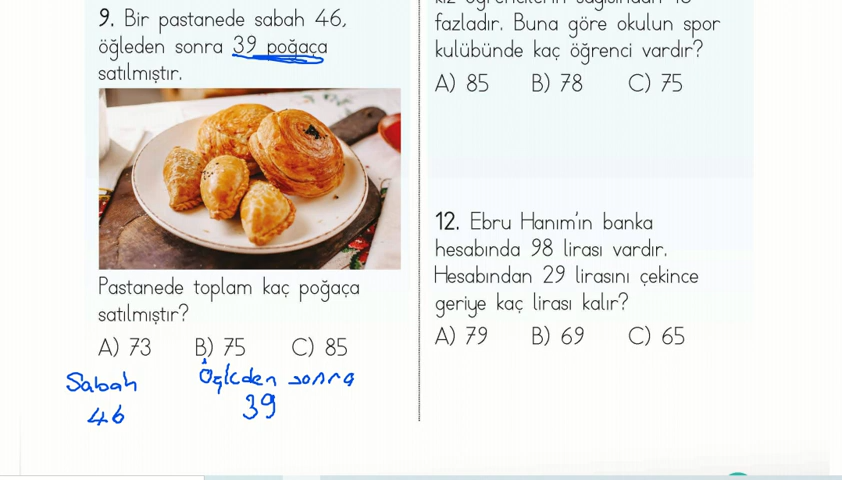 9. Bir pastanede sabah 46,
öğleden sonra 39 poğaça
satılmıştır.
Pastanede toplam kaç poğaça
satılmıştır?
A) 73 B) 75 C) 85
Sabah Öğleden sonra
46 39
fazladır. Buna göre okulun spor
kulübünde kaç öğrenci vardır?
A) 85 B) 78 C) 75
12. Ebru Hanım'ın banka
hesabında 98 lirası vardır.
Hesabından 29 lirasını çekince
geriye kaç lirası kalır?
A) 79 B) 69 C) 65